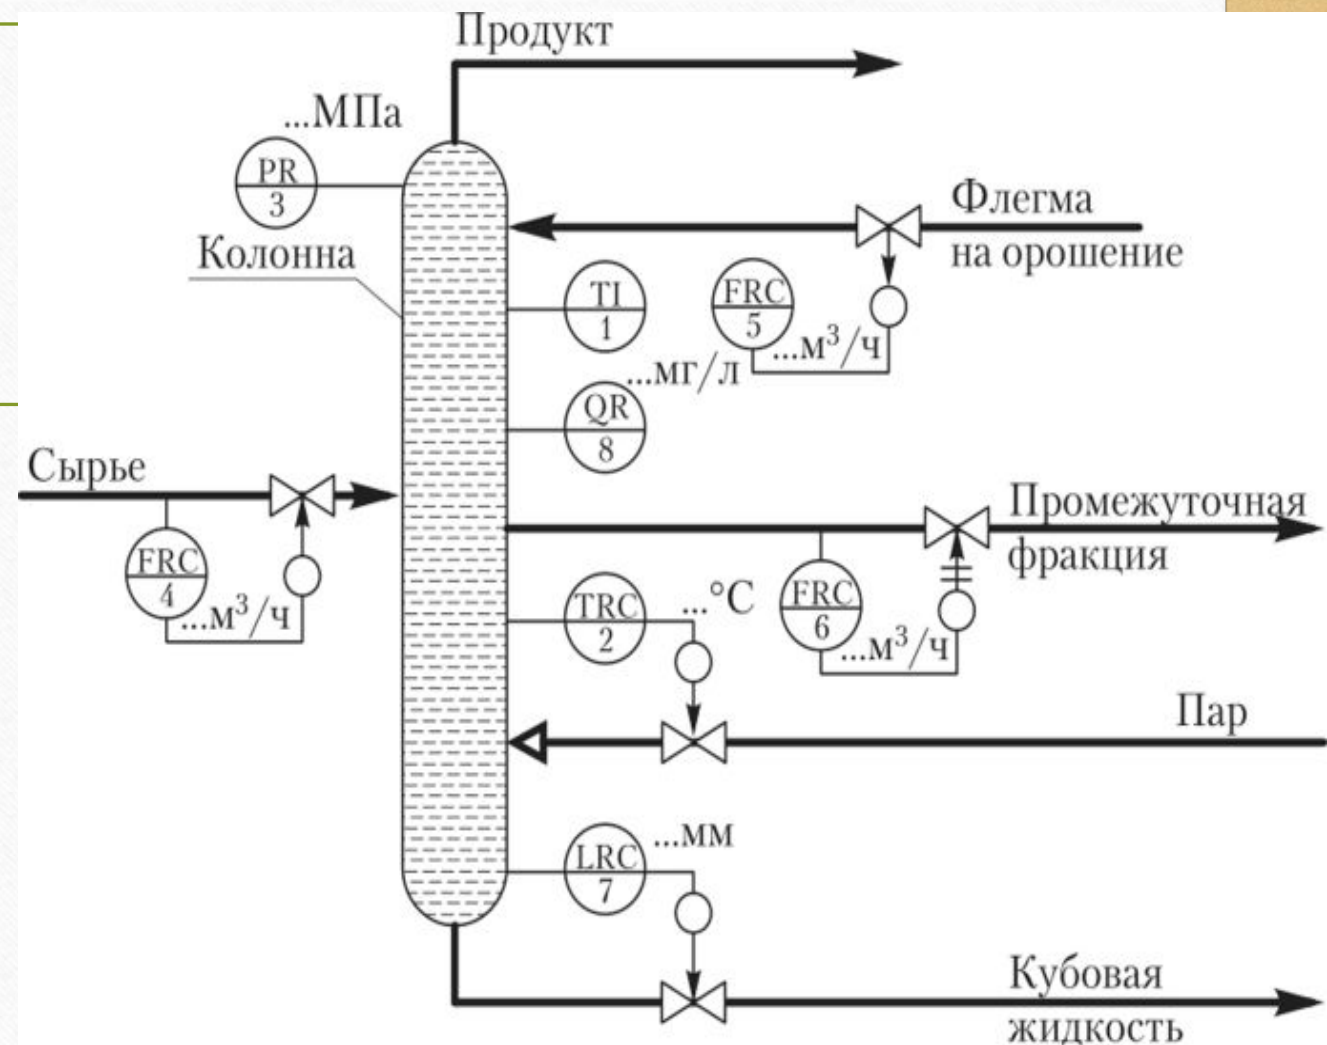 Продукт
...МПа
PR
3
Колонна
Флегма
на орошение
TI
1
FRC
5
...м³/ч
...мг/л
QR
8
Сырье
FRC
4
...м³/ч
Промежуточная
фракция
TRC
2
...°С
FRC
6
...м³/ч
Пар
LRC
7
...мм
Кубовая
жидкость